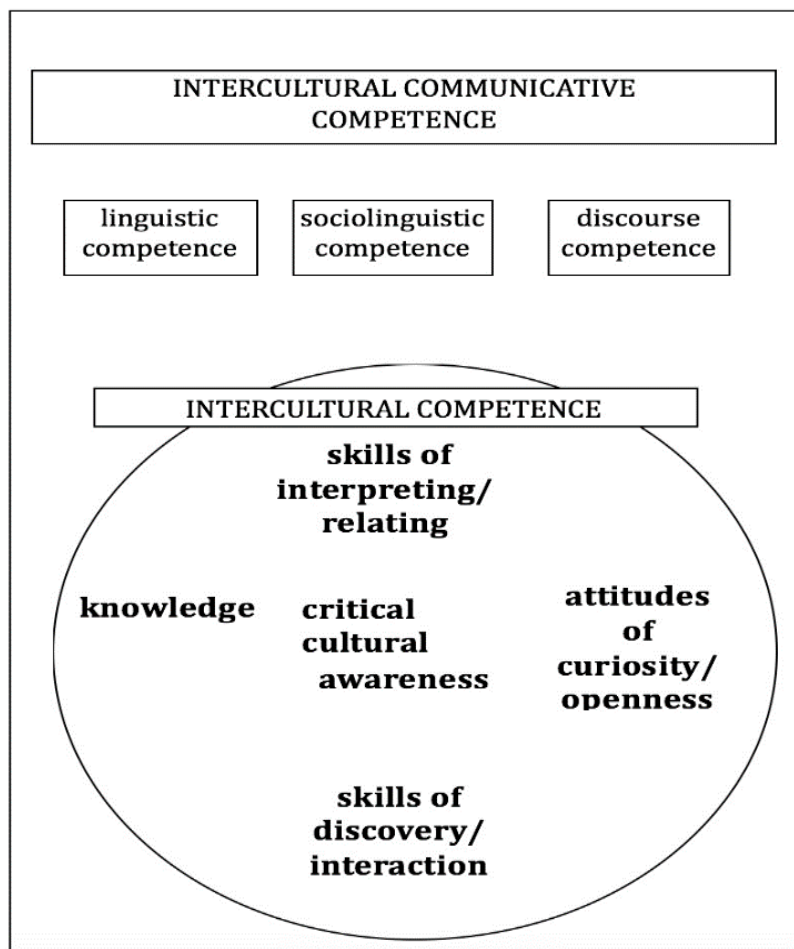 INTERCULTURAL COMMUNICATIVE
COMPETENCE
linguistic
competence
sociolinguistic
competence
discourse
competence
INTERCULTURAL COMPETENCE
skills of
interpreting/
relating
knowledge
critical
cultural
awareness
attitudes
of
curiosity/
openness
skills of
discovery/
interaction